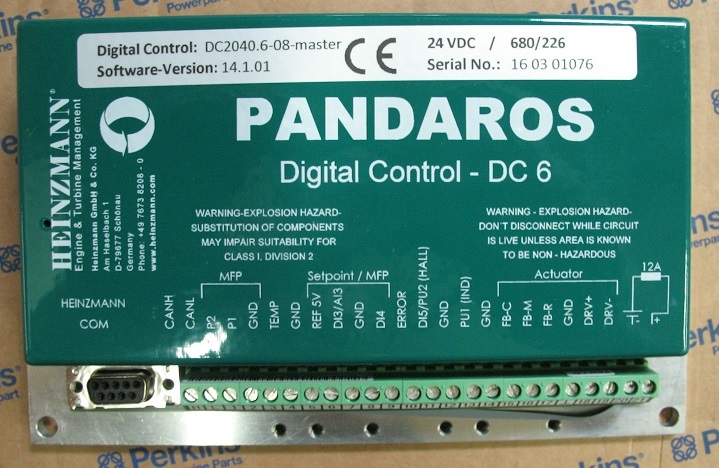 Digital Control: DC2040.6-08-master
Software-Version: 14.1.01
CE
24 VDC / 680/226
Serial No.: 16 03 01076
HEINZMANN
Engine & Turbine Management
Heinzmann GmbH & Co. KG
Am Haselbach 1
D-79677 Schönau
Germany
Phone: +49 7673 8208 - 0
www.heinzmann.com
PANDAROS
Digital Control - DC 6
WARNING-EXPLOSION HAZARD-
SUBSTITUTION OF COMPONENTS
MAY IMPAIR SUITABILITY FOR
CLASS I, DIVISION 2
WARNING - EXPLOSION HAZARD-
DON'T DISCONNECT WHILE CIRCUIT
IS LIVE UNLESS AREA IS KNOWN
TO BE NON - HAZARDOUS
MFP
Setpoint / MFP
Actuator
12A
HEINZMANN
COM
CANH
CANL
P2
P1
GND
TEMP
GND
REF 5V
DI3/AI3
GND
DI4
ERROR
DI5/PU2 (HALL)
GND
PU1 (IND)
GND
FB-C
FB-M
FB-R
GND
DRV+
DRV-
- +
Perkins
Powerpart
Perkins
Genuine Parts